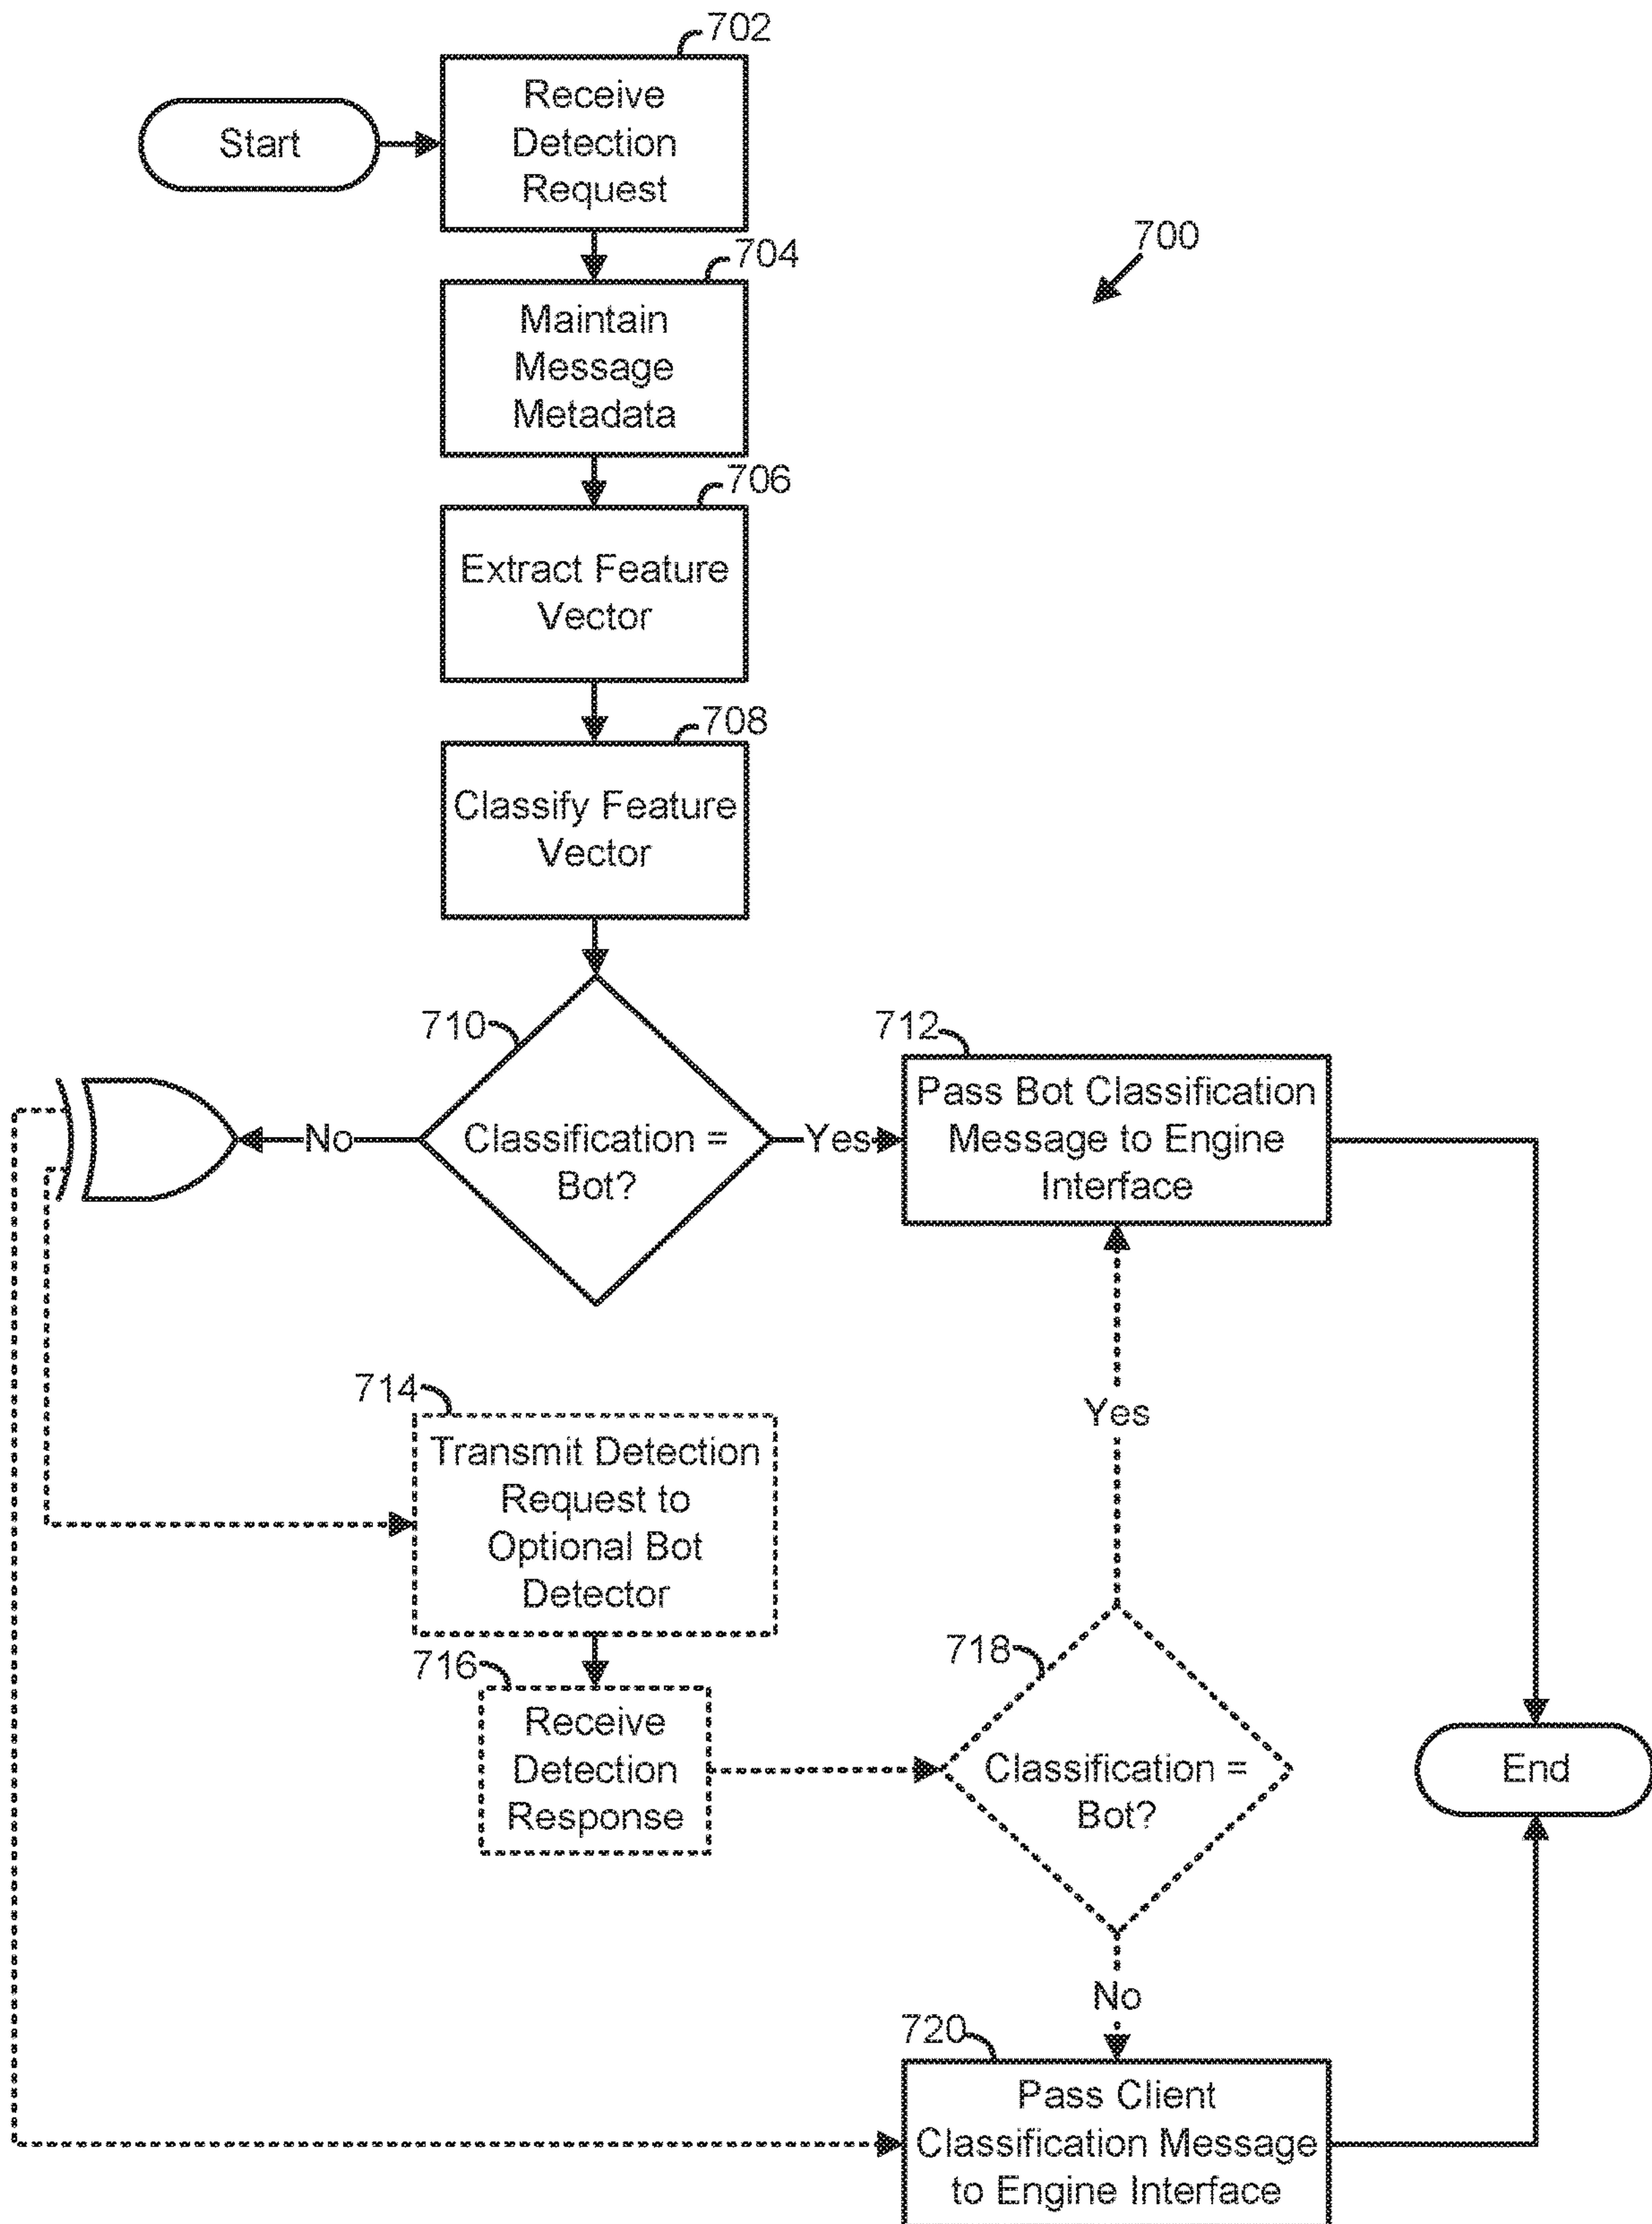 702
Start
Receive
Detection
Request
700
704
Maintain
Message
Metadata
706
Extract Feature
Vector
708
Classify Feature
Vector
710
Classification =
Bot?
No
Yes
712
Pass Bot Classification
Message to Engine
Interface
714
Transmit Detection
Request to
Optional Bot
Detector
716
Receive
Detection
Response
718
Classification =
Bot?
Yes
No
End
720
Pass Client
Classification Message
to Engine Interface